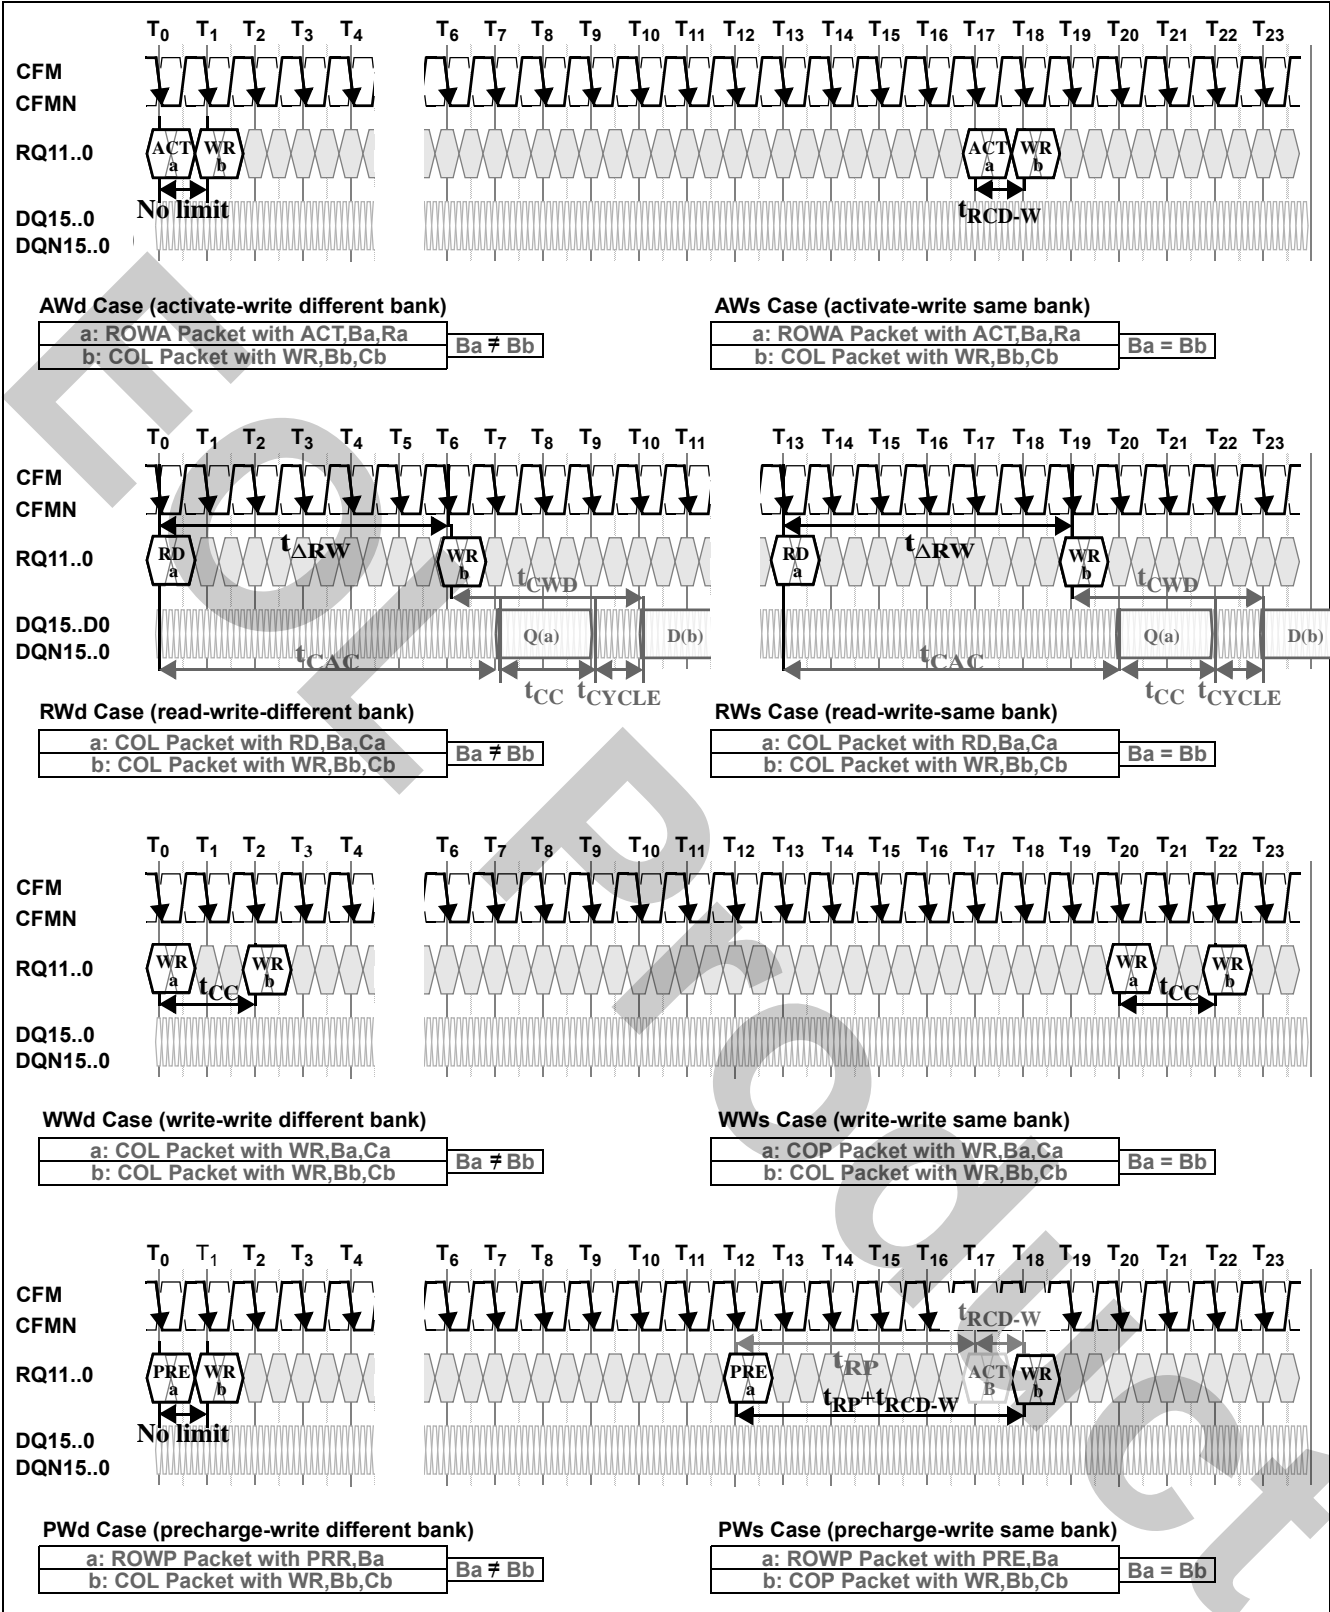 T0 T1 T2 T3 T4 T6 T7 T8 T9 T10 T11 T12 T13 T14 T15 T16 T17 T18 T19 T20 T21 T22 T23
CFM
CFMN
RQ11..0
ACT a WR b ACT a WR b
No limit tRCD-W
DQ15..0
DQN15..0
AWd Case (activate-write different bank)
a: ROWA Packet with ACT,Ba,Ra
b: COL Packet with WR,Bb,Cb
Ba ≠ Bb
AWs Case (activate-write same bank)
a: ROWA Packet with ACT,Ba,Ra
b: COL Packet with WR,Bb,Cb
Ba = Bb
T0 T1 T2 T3 T4 T5 T6 T7 T8 T9 T10 T11 T13 T14 T15 T16 T17 T18 T19 T20 T21 T22 T23
CFM
CFMN
tΔRW tΔRW
RQ11..0
RD a WR b RD a WR b
tCWD tCWD
DQ15..D0
DQN15..0
Q(a) D(b) Q(a) D(b)
tCAC tCAC
tCC tCYCLE tCC tCYCLE
RWd Case (read-write-different bank)
a: COL Packet with RD,Ba,Ca
b: COL Packet with WR,Bb,Cb
Ba ≠ Bb
RWs Case (read-write-same bank)
a: COL Packet with RD,Ba,Ca
b: COL Packet with WR,Bb,Cb
Ba = Bb
T0 T1 T2 T3 T4 T6 T7 T8 T9 T10 T11 T12 T13 T14 T15 T16 T17 T18 T19 T20 T21 T22 T23
CFM
CFMN
RQ11..0
WR a WR b WR a WR b
tCC tCC
DQ15..0
DQN15..0
WWd Case (write-write different bank)
a: COL Packet with WR,Ba,Ca
b: COL Packet with WR,Bb,Cb
Ba ≠ Bb
WWs Case (write-write same bank)
a: COP Packet with WR,Ba,Ca
b: COL Packet with WR,Bb,Cb
Ba = Bb
T0 T1 T2 T3 T4 T6 T7 T8 T9 T10 T11 T12 T13 T14 T15 T16 T17 T18 T19 T20 T21 T22 T23
CFM
CFMN
tRCD-W
RQ11..0
PRE a WR b PRE a tRP ACT B WR b
No limit tRP+tRCD-W
DQ15..0
DQN15..0
PWd Case (precharge-write different bank)
a: ROWP Packet with PRR,Ba
b: COL Packet with WR,Bb,Cb
Ba ≠ Bb
PWs Case (precharge-write same bank)
a: ROWP Packet with PRE,Ba
b: COP Packet with WR,Bb,Cb
Ba = Bb
EOL Product